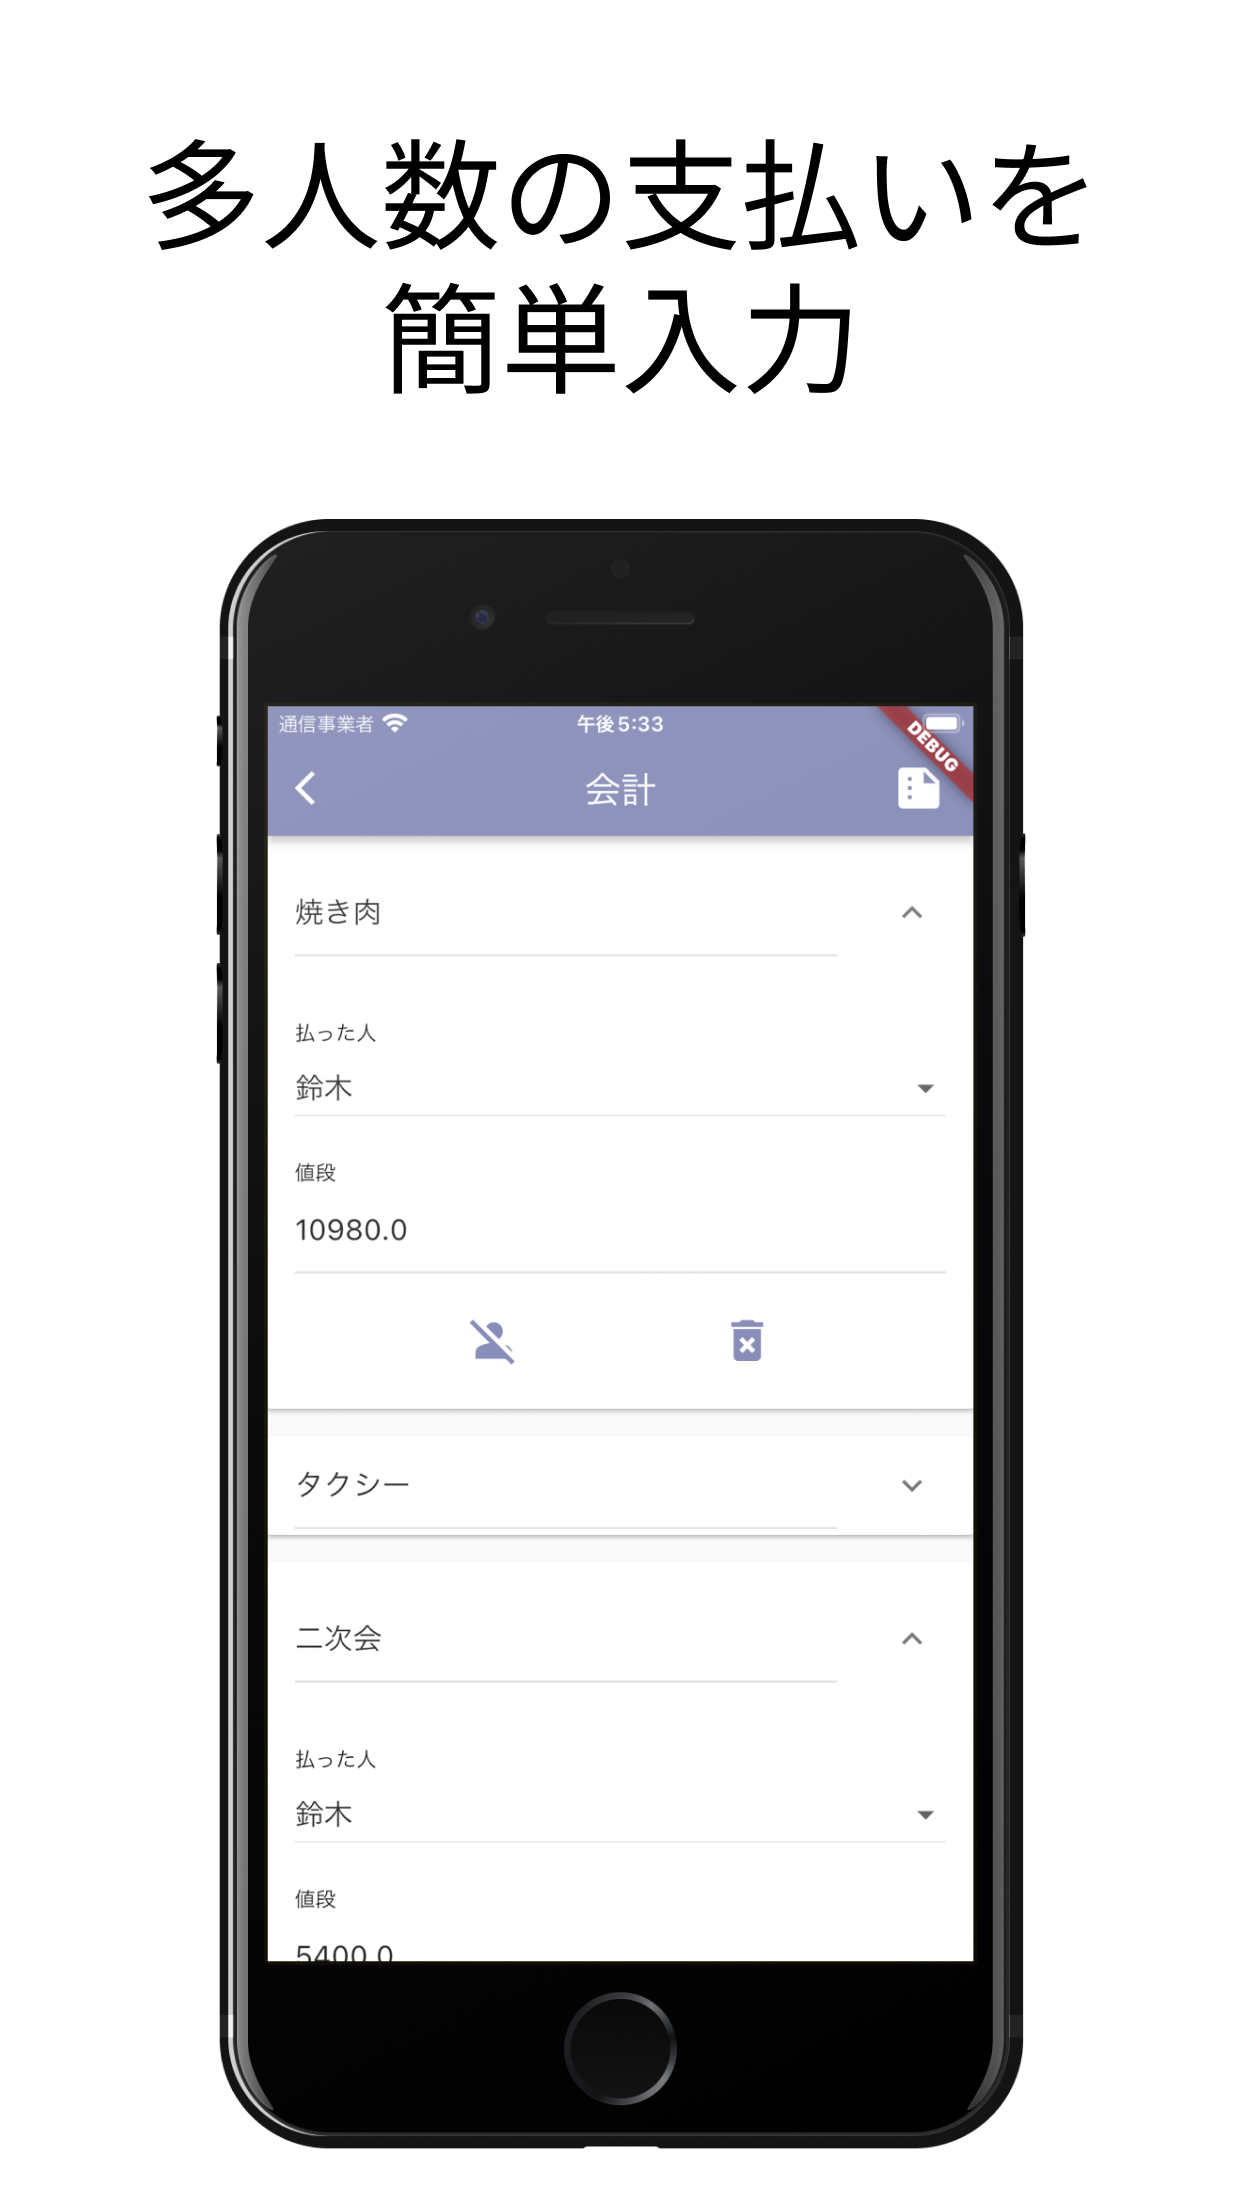 多人数の支払いを
簡単入力
通信事業者 午後5:33
DEBUG
会計
焼き肉
払った人
鈴木
値段
10980.0
タクシー
二次会
払った人
鈴木
値段
5400.0